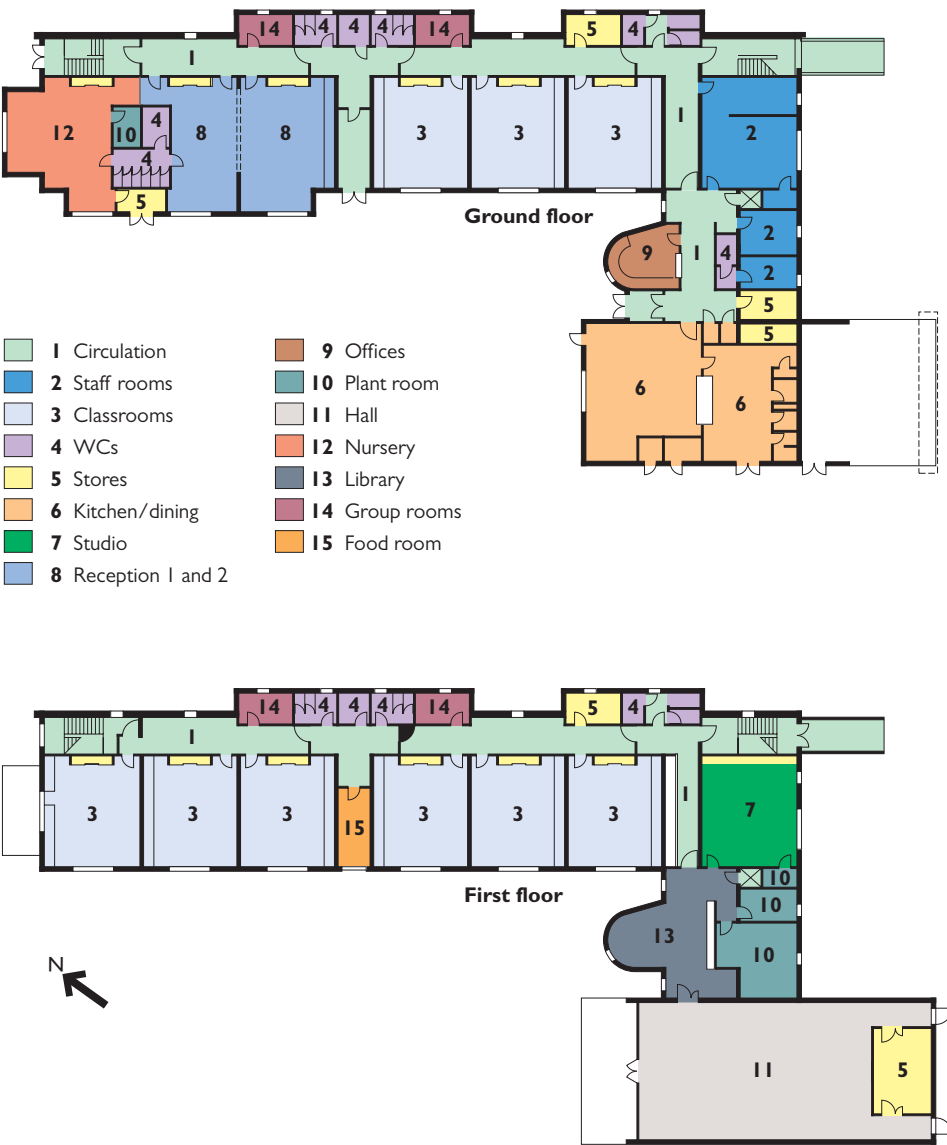 14 4 4 4 14 5 4
1
12 10 4 8 8 3 3 3 1 2
4
5
Ground floor
2
9 1 4
2
5
5
6 6
1 Circulation
2 Staff rooms
3 Classrooms
4 WCs
5 Stores
6 Kitchen/dining
7 Studio
8 Reception 1 and 2
9 Offices
10 Plant room
11 Hall
12 Nursery
13 Library
14 Group rooms
15 Food room
14 4 4 4 14 5 4
1
3 3 3 15 3 3 3 1 7
First floor
10
10
13 10
N
11 5